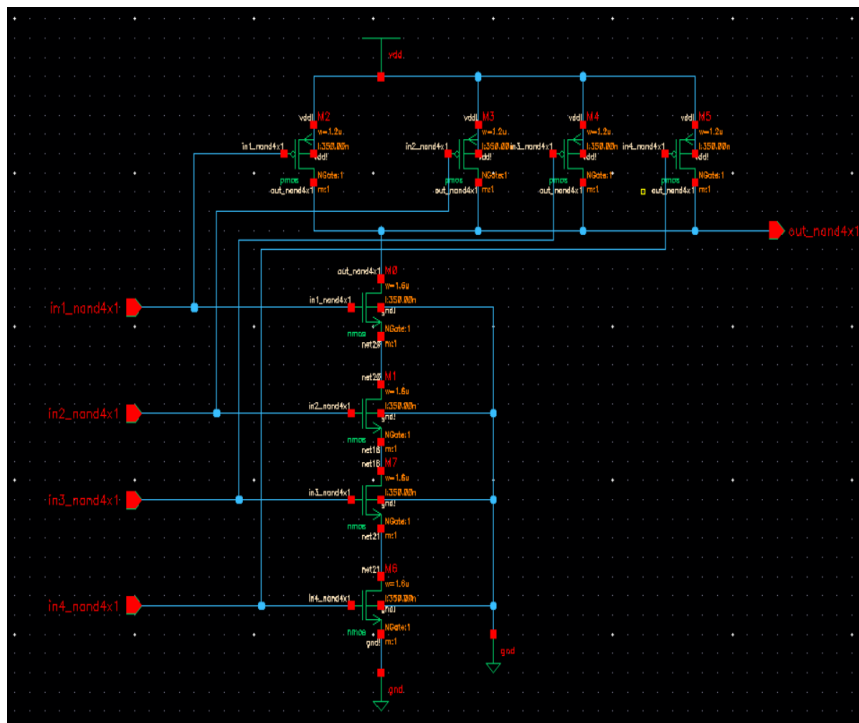 vdd
vdd!
M2
w=1.2u
in1_nand4x1
l:350.00n
vdd!
NGate:1
pmos
m:1
out_nand4x1
vdd!
M3
w=1.2u
in2_nand4x1
l:350.00n
vdd!
NGate:1
pmos
m:1
out_nand4x1
vdd!
M4
w=1.2u
in3_nand4x1
l:350.00n
vdd!
NGate:1
pmos
m:1
out_nand4x1
vdd!
M5
w=1.2u
in4_nand4x1
l:350.00n
vdd!
NGate:1
pmos
m:1
out_nand4x1
out_nand4x1
out_nand4x1
M0
w=1.6u
in1_nand4x1
in1_nand4x1
l:350.00n
gnd!
NGate:1
nmos
m:1
net20
M1
w=1.6u
in2_nand4x1
in2_nand4x1
l:350.00n
gnd!
NGate:1
nmos
m:1
net18
net18
M7
w=1.6u
in3_nand4x1
in3_nand4x1
l:350.00n
gnd!
NGate:1
nmos
m:1
net21
net21
M6
w=1.6u
in4_nand4x1
in4_nand4x1
l:350.00n
gnd!
NGate:1
nmos
m:1
gnd!
gnd
gnd